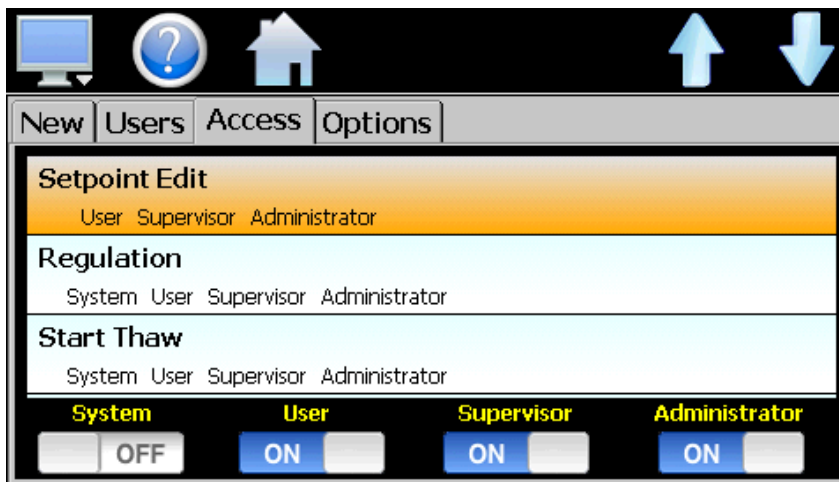 ?
New Users Access Options
Setpoint Edit
User Supervisor Administrator
Regulation
System User Supervisor Administrator
Start Thaw
System User Supervisor Administrator
System User Supervisor Administrator
OFF ON ON ON